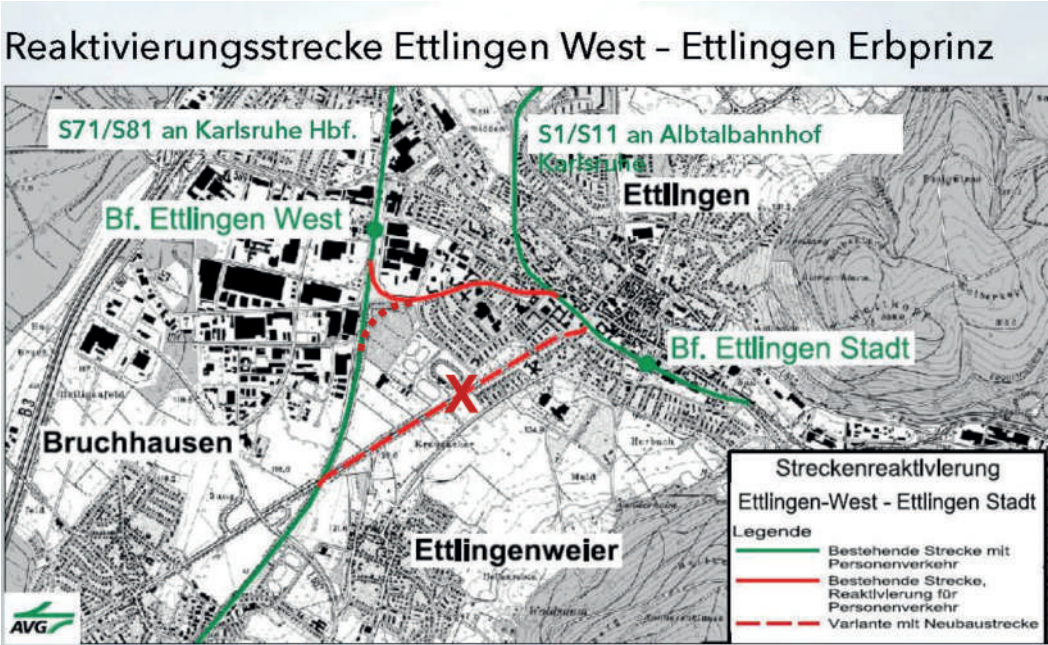 Reaktivierungsstrecke Ettlingen West – Ettlingen Erbprinz
S71/S81 an Karlsruhe Hbf.
S1/S11 an Albtalbahnhof
Karlsruhe
Ettlingen
Bf. Ettlingen West
Bf. Ettlingen Stadt
X
B3
Bruchhausen
Ettlingenweier
Horbach
Streckenreaktivierung
Ettlingen-West - Ettlingen Stadt
Legende
Bestehende Strecke mit
Personenverkehr
Bestehende Strecke,
Reaktivierung für
Personenverkehr
Variante mit Neubaustrecke
AVG